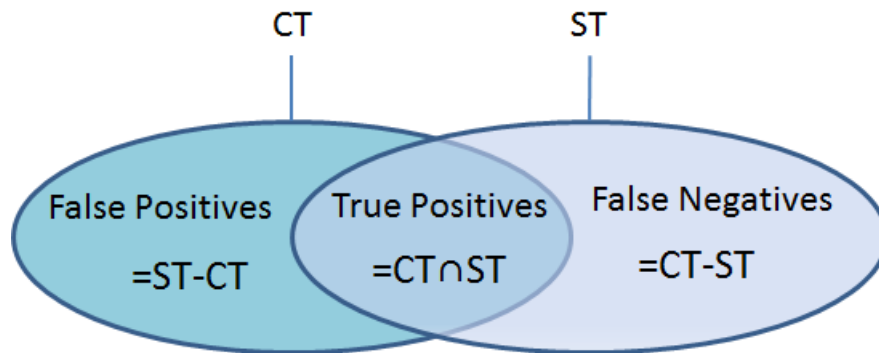 CT
ST
False Positives
=ST-CT
True Positives
=CT∩ST
False Negatives
=CT-ST